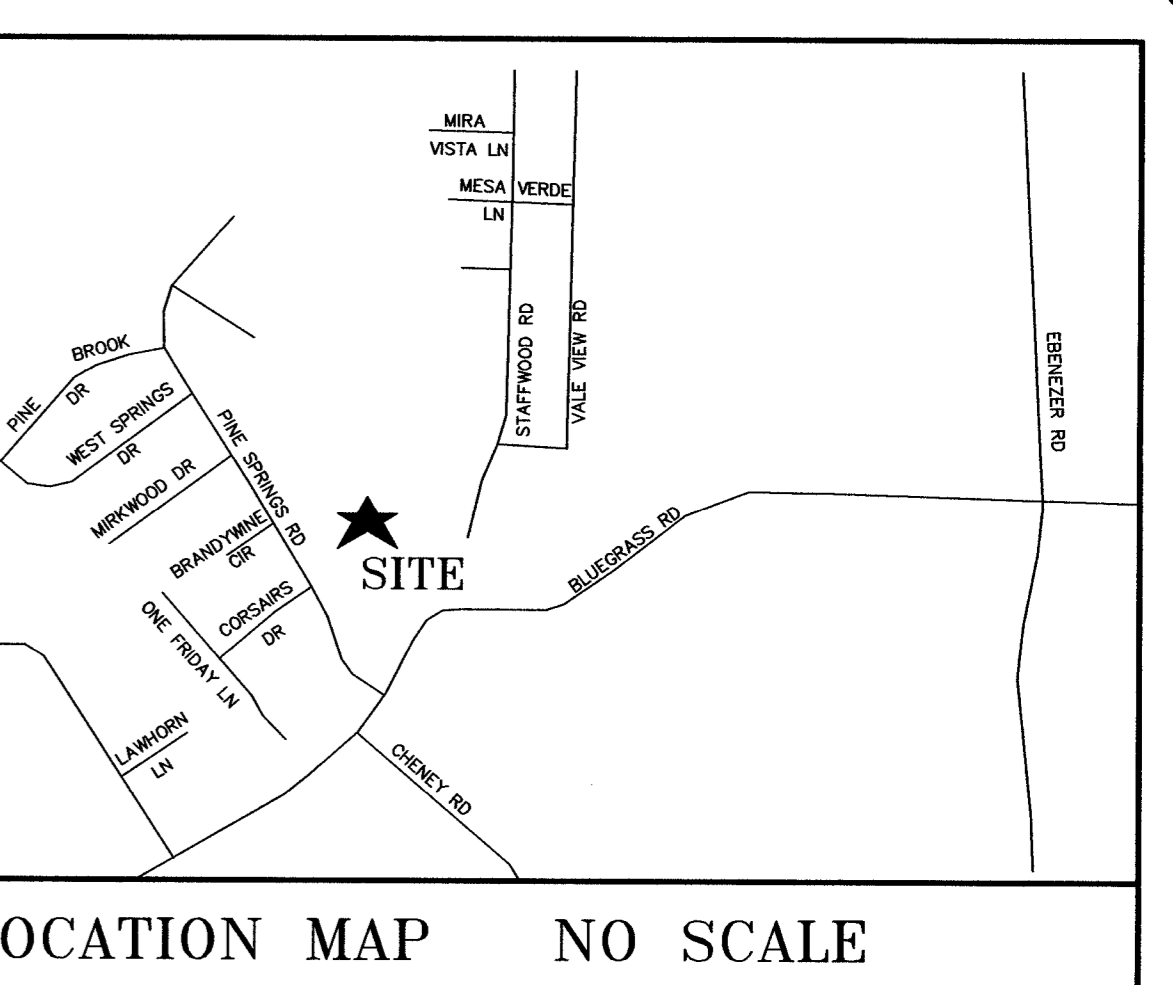 MIRA
VISTA LN
MESA VERDE
LN
STAFFWOOD RD
VALE VIEW RD
EBENEZER RD
BROOK
PINE
DR
WEST SPRINGS
DR
PINE SPRINGS RD
MIRKWOOD DR
BRANDYWINE
CIR
SITE
BLUEGRASS RD
CORSAIRS
DR
ONE FRIDAY LN
LAWHORN
LN
CHENEY RD
OCATION MAP NO SCALE